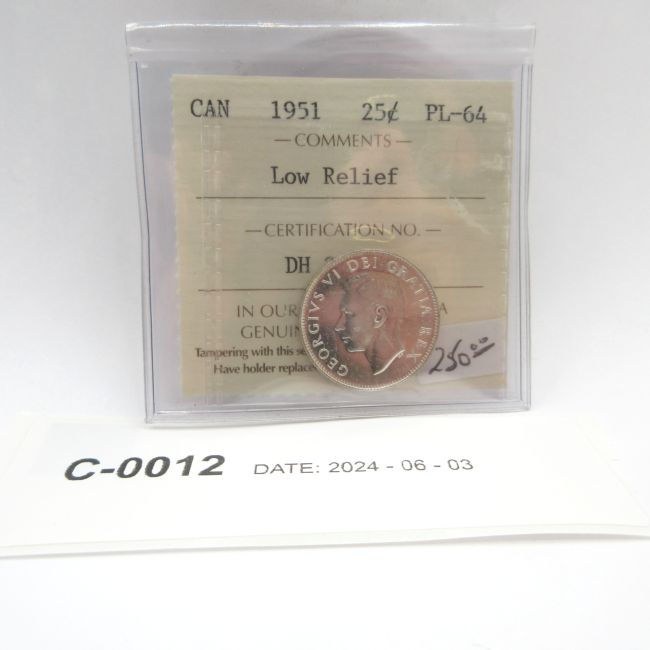 CAN 1951 25¢ PL-64
— COMMENTS —
Low Relief
— CERTIFICATION NO. —
DH
IN OUR A
GENUIN
Tampering with this se
Have holder replace
GEORGIVS VI DEI GRATIA REX
250.00
C-0012 DATE: 2024 - 06 - 03